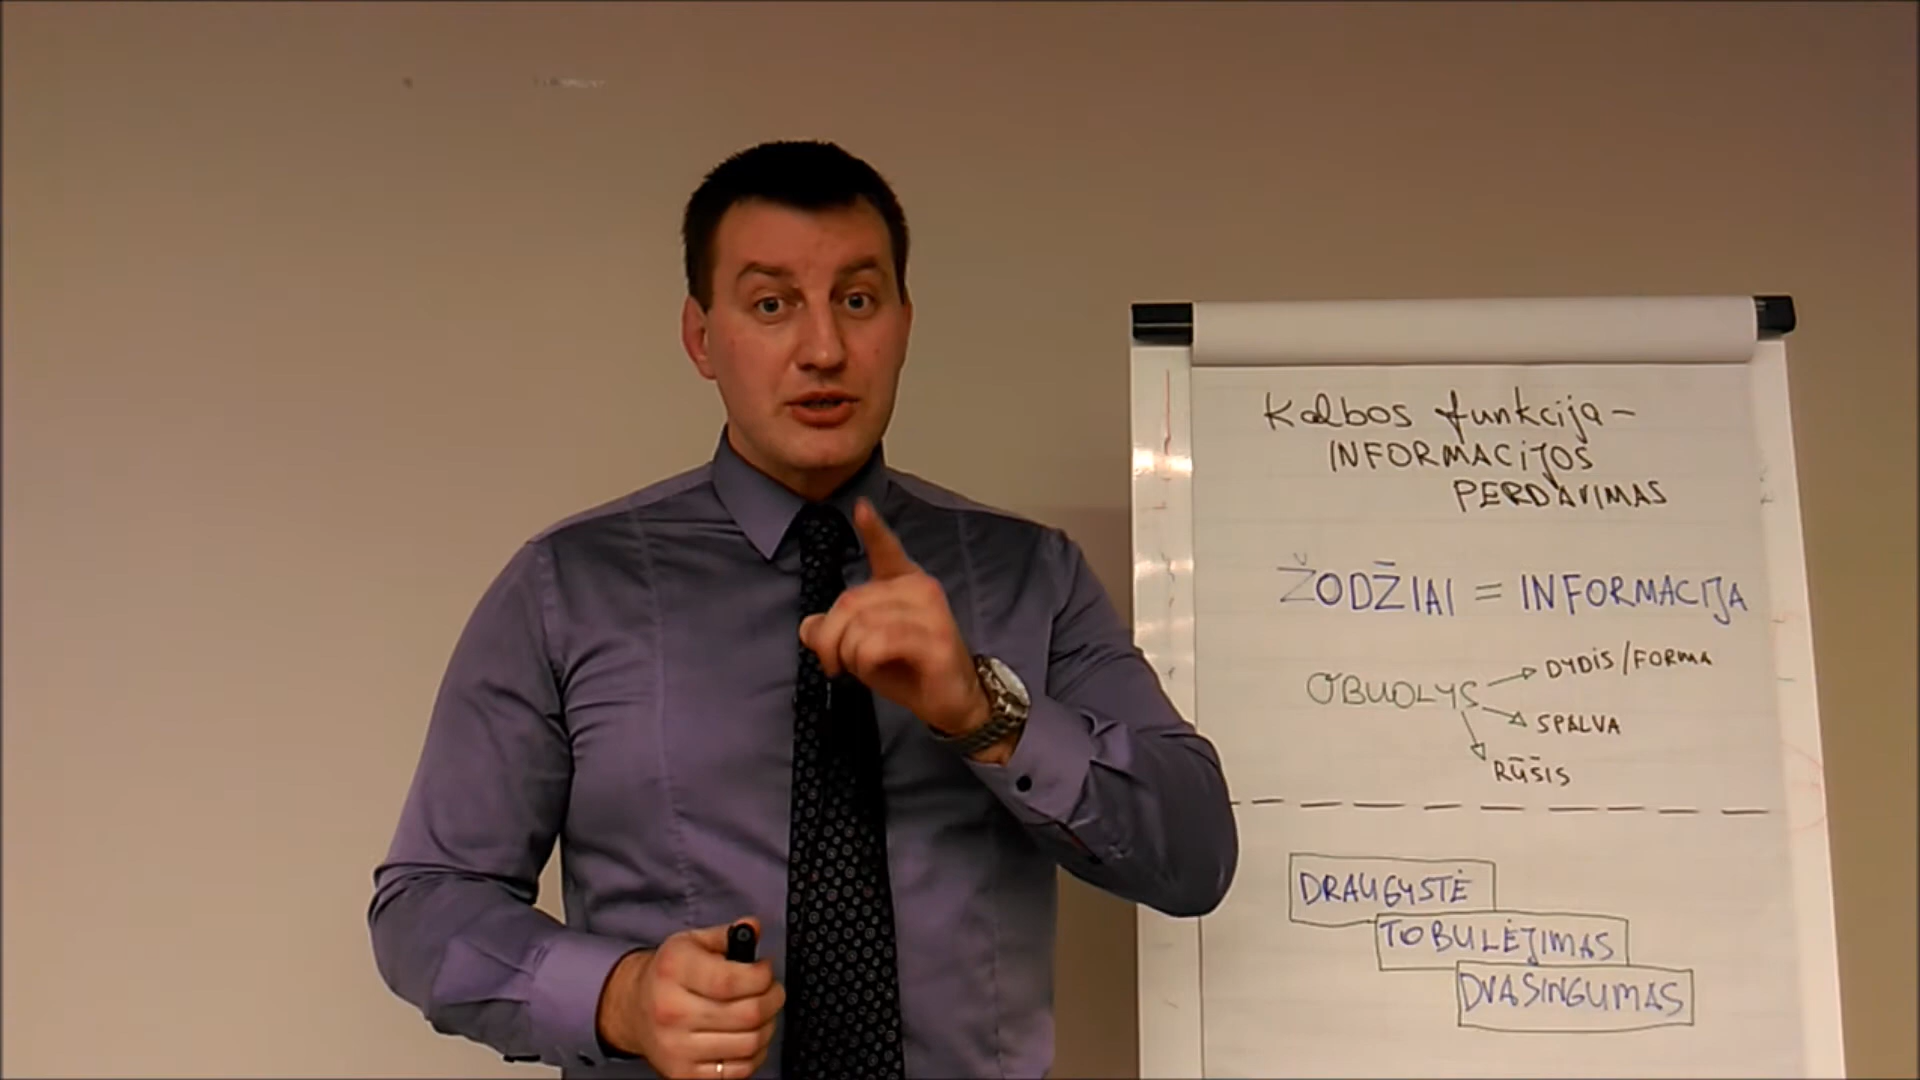 Kalbos funkcija -
INFORMACIJOS
PERDAVIMAS
ŽODŽIAI = INFORMACIJA
OBUOLYS
DYDIS/FORMA
SPALVA
RŪŠIS
DRAUGYSTĖ
TOBULĖJIMAS
DVASINGUMAS